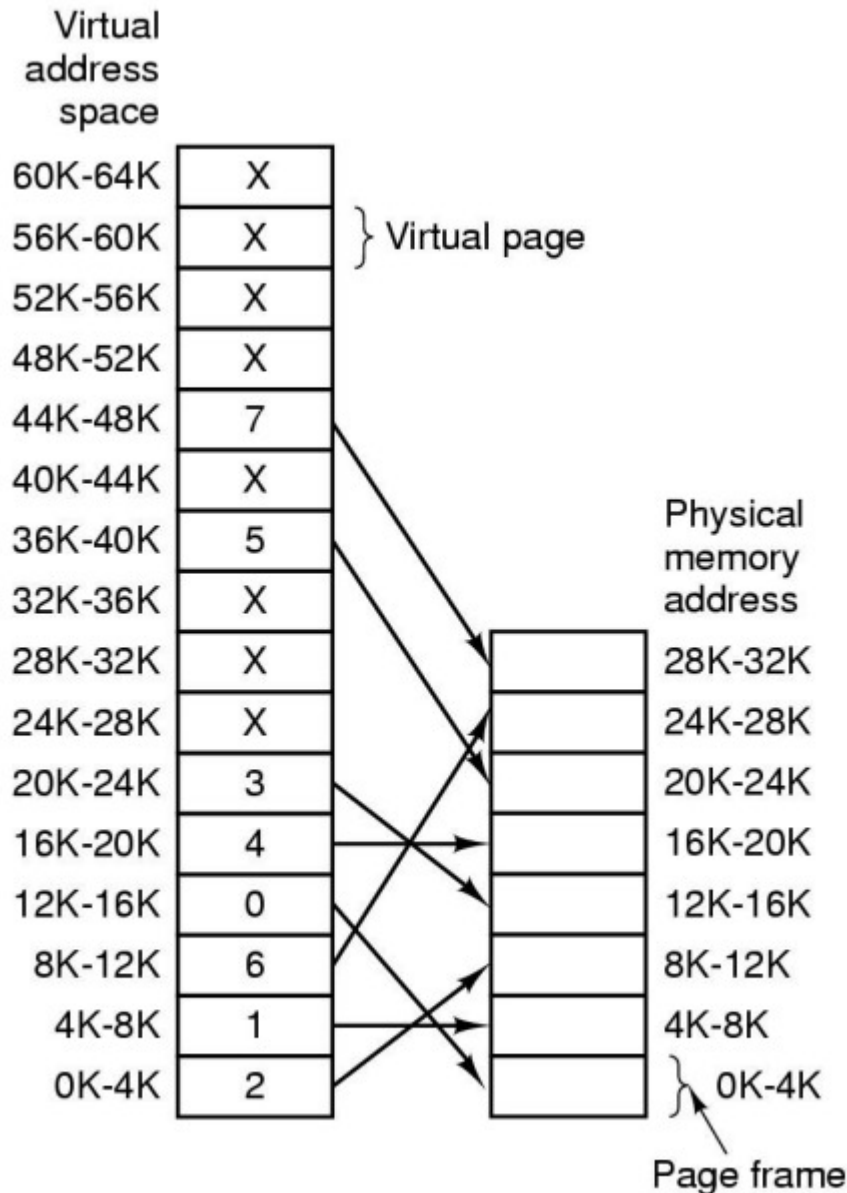 Virtual
address
space
60K-64K X
56K-60K X Virtual page
52K-56K X
48K-52K X
44K-48K 7
40K-44K X
36K-40K 5
32K-36K X
28K-32K X
24K-28K X
20K-24K 3
16K-20K 4
12K-16K 0
8K-12K 6
4K-8K 1
0K-4K 2
Physical
memory
address
28K-32K
24K-28K
20K-24K
16K-20K
12K-16K
8K-12K
4K-8K
0K-4K
Page frame